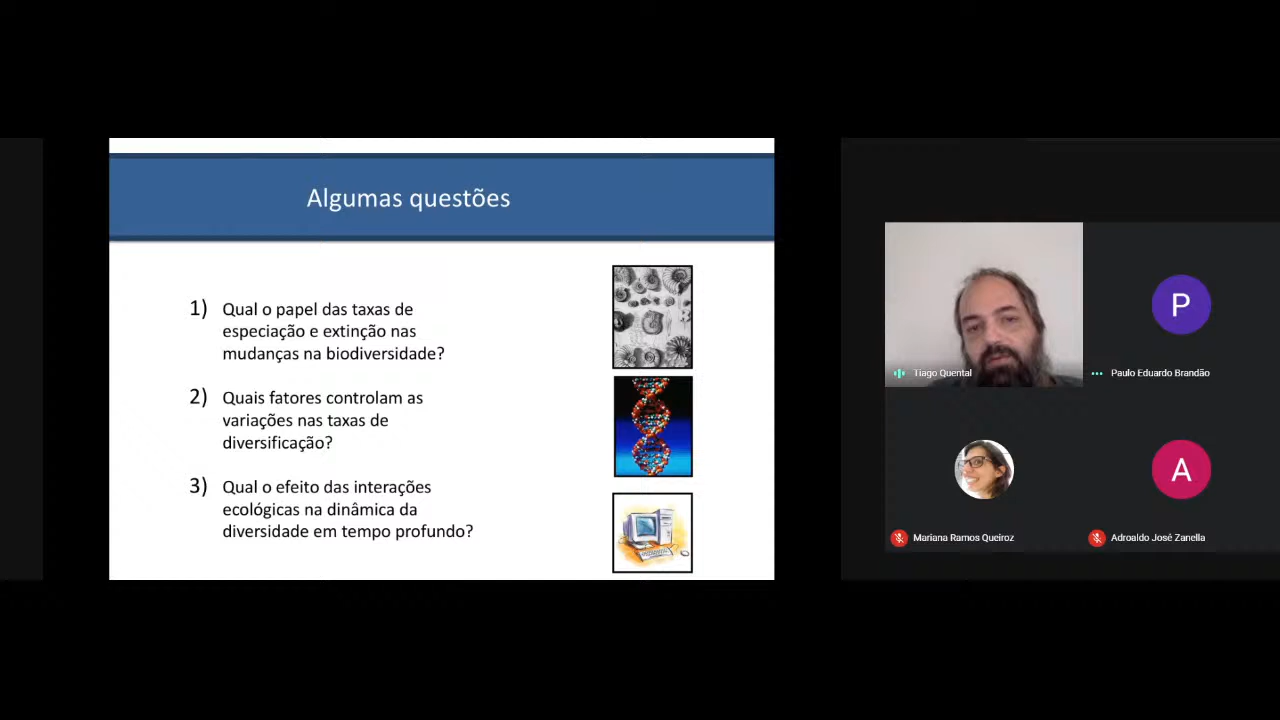 Algumas questões
1) Qual o papel das taxas de
especiação e extinção nas
mudanças na biodiversidade?
2) Quais fatores controlam as
variações nas taxas de
diversificação?
3) Qual o efeito das interações
ecológicas na dinâmica da
diversidade em tempo profundo?
Tiago Quental
P
Paulo Eduardo Brandão
Mariana Ramos Queiroz
A
Adroaldo José Zanella